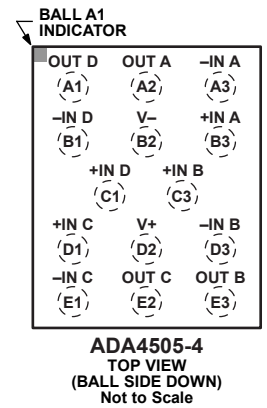 BALL A1
INDICATOR
OUT D OUT A –IN A
A1 A2 A3
–IN D V– +IN A
B1 B2 B3
+IN D +IN B
C1 C3
+IN C V+ –IN B
D1 D2 D3
–IN C OUT C OUT B
E1 E2 E3
ADA4505-4
TOP VIEW
(BALL SIDE DOWN)
Not to Scale